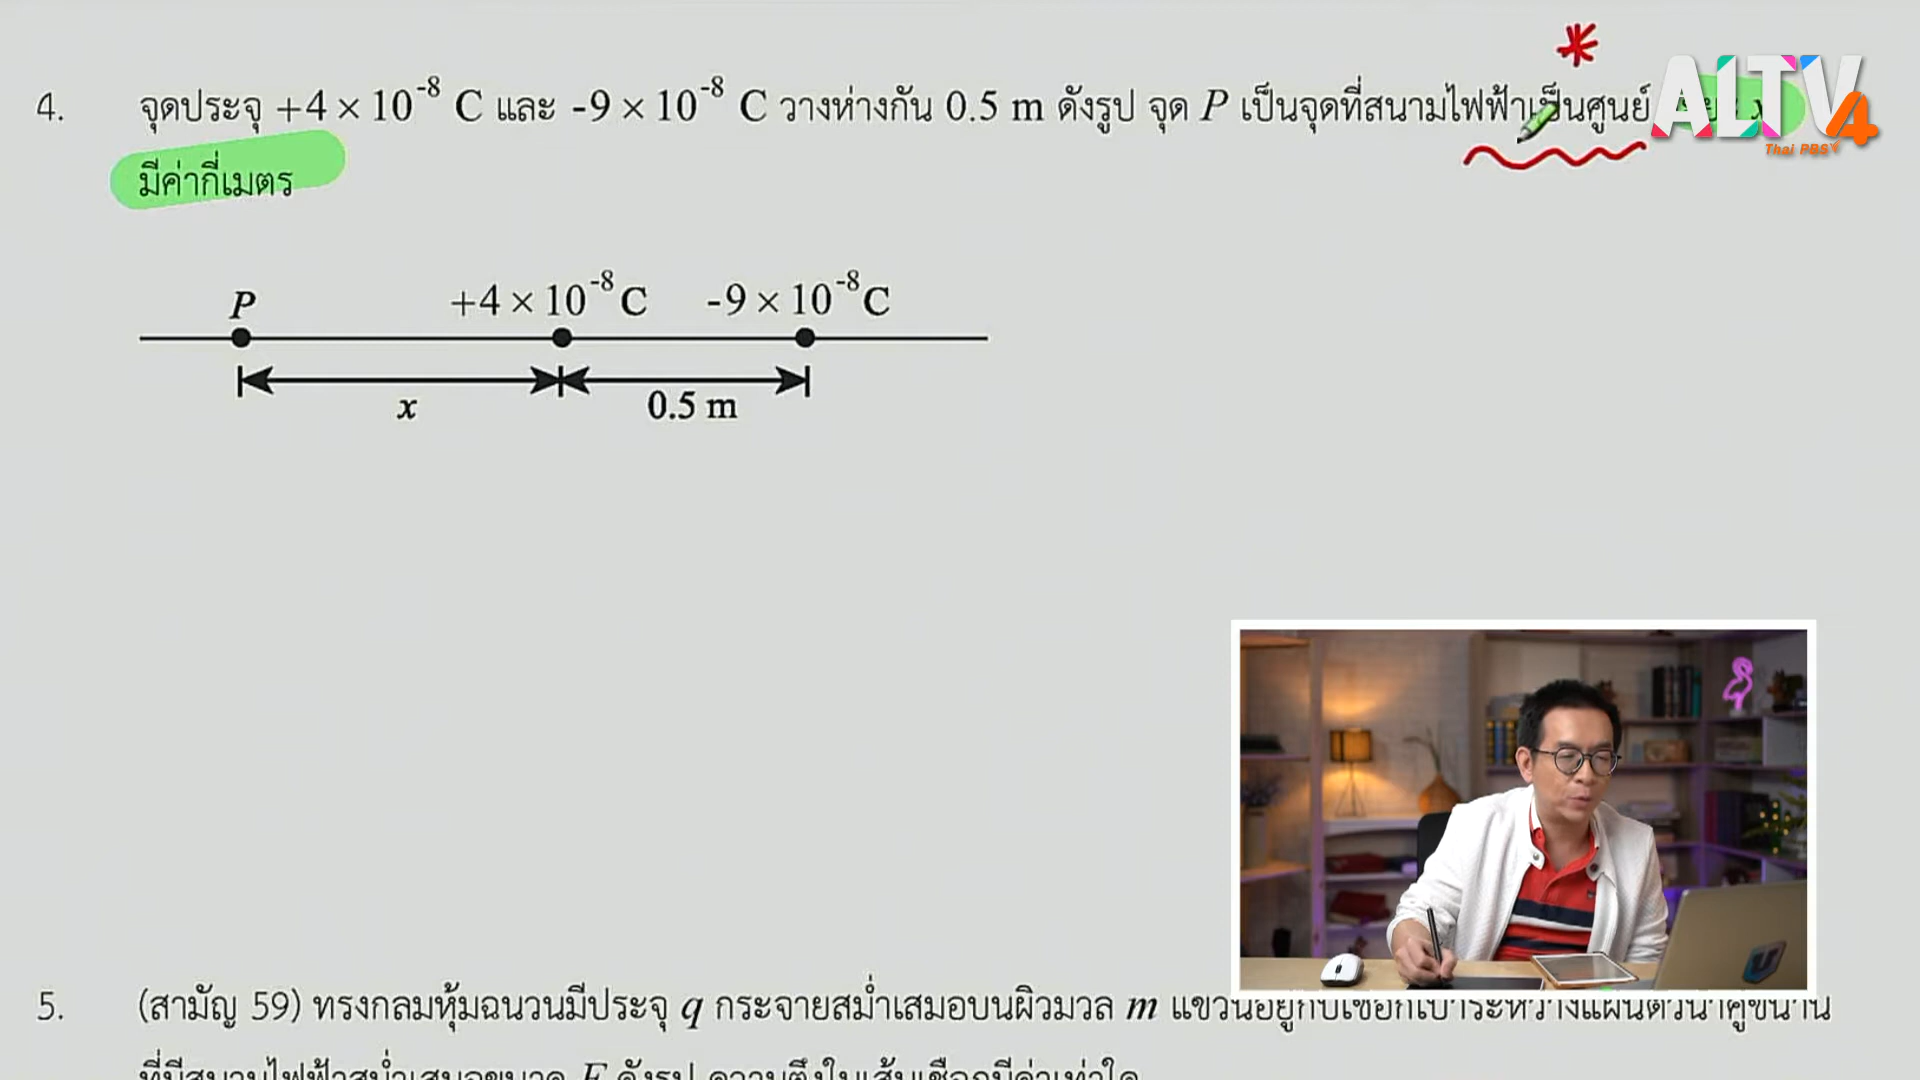 4. จุดประจุ +4 × 10⁻⁸ C และ -9 × 10⁻⁸ C วางห่างกัน 0.5 m ดังรูป จุด P เป็นจุดที่สนามไฟฟ้าเป็นศูนย์
มีค่ากี่เมตร
ALTV4
Thai PBS
P +4 × 10⁻⁸ C -9 × 10⁻⁸ C
x 0.5 m
5. (สามัญ 59) ทรงกลมหุ้มฉนวนมีประจุ q กระจายสม่ำเสมอบนผิวมวล m